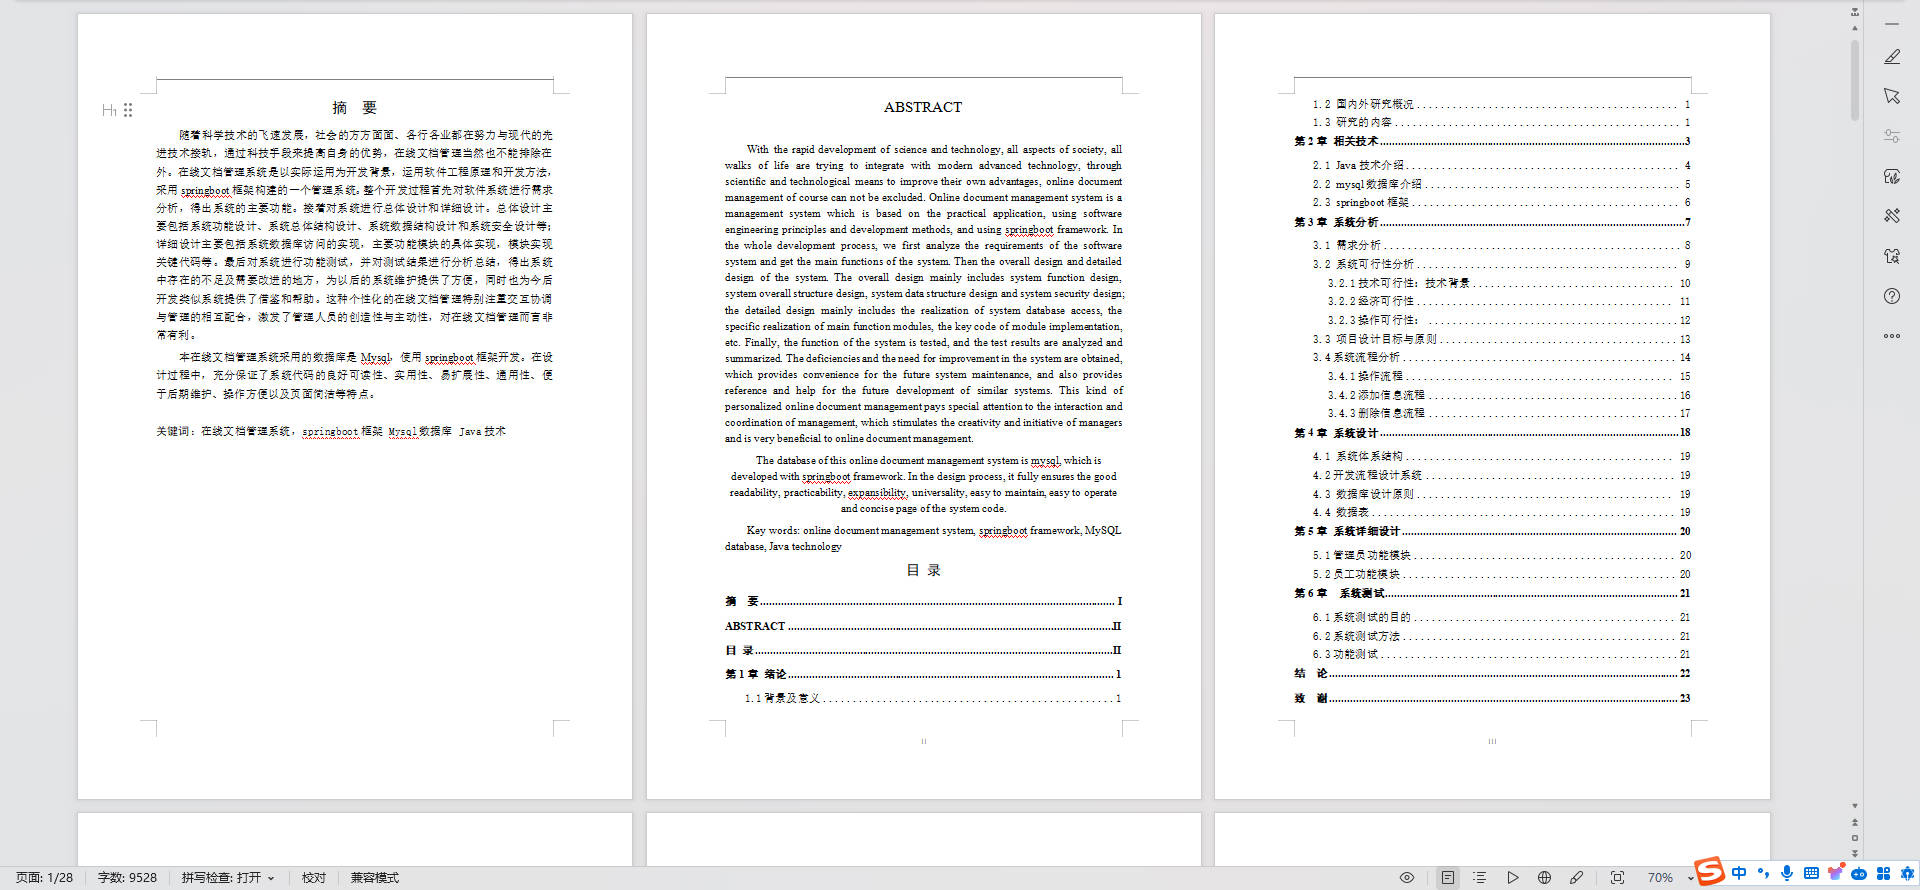 摘 要
随着科学技术的飞速发展，社会的方方面面、各行各业都在努力与现代的先
进技术接轨，通过科技手段来提高自身的优势，在线文档管理当然也不能排除在
外。在线文档管理系统是以实际运用为开发背景，运用软件工程原理和开发方法，
采用 springboot 框架构建的一个管理系统。整个开发过程首先对软件系统进行需求
分析，得出系统的主要功能。接着对系统进行总体设计和详细设计。总体设计主
要包括系统功能设计、系统总体结构设计、系统数据结构设计和系统安全设计等；
详细设计主要包括系统数据库访问的实现，主要功能模块的具体实现，模块实现
关键代码等。最后对系统进行功能测试，并对测试结果进行分析总结，得出系统
中存在的不足及需要改进的地方，为以后的系统维护提供了方便，同时也为今后
开发类似系统提供了借鉴和帮助。这种个性化的在线文档管理特别注重交互协调
与管理的相互配合，激发了管理人员的创造性与主动性，对在线文档管理而言非
常有利。
本在线文档管理系统采用的数据库是 Mysql，使用 springboot 框架开发。在设
计过程中，充分保证了系统代码的良好可读性、实用性、易扩展性、通用性、便
于后期维护、操作方便以及页面简洁等特点。
关键词：在线文档管理系统，springboot 框架 Mysql 数据库 Java 技术
ABSTRACT
With the rapid development of science and technology, all aspects of society, all
walks of life are trying to integrate with modern advanced technology, through
scientific and technological means to improve their own advantages, online document
management of course can not be excluded. Online document management system is a
management system which is based on the practical application, using software
engineering principles and development methods, and using springboot framework. In
the whole development process, we first analyze the requirements of the software
system and get the main functions of the system. Then the overall design and detailed
design of the system. The overall design mainly includes system function design,
system overall structure design, system data structure design and system security design;
the detailed design mainly includes the realization of system database access, the
specific realization of main function modules, the key code of module implementation,
etc. Finally, the function of the system is tested, and the test results are analyzed and
summarized. The deficiencies and the need for improvement in the system are obtained,
which provides convenience for the future system maintenance, and also provides
reference and help for the future development of similar systems. This kind of
personalized online document management pays special attention to the interaction and
coordination of management, which stimulates the creativity and initiative of managers
and is very beneficial to online document management.
The database of this online document management system is mysql, which is
developed with springboot framework. In the design process, it fully ensures the good
readability, practicability, expansibility, universality, easy to maintain, easy to operate
and concise page of the system code.
Key words: online document management system, springboot framework, MySQL
database, Java technology
目 录
摘 要 I
ABSTRACT II
目 录 II
第 1 章 绪论 1
1.1 背景及意义 1
II
1.2 国内外研究概况 1
1.3 研究的内容 1
第 2 章 相关技术 3
2.1 Java 技术介绍 4
2.2 mysql 数据库介绍 5
2.3 springboot 框架 6
第 3 章 系统分析 7
3.1 需求分析 8
3.2 系统可行性分析 9
3.2.1 技术可行性：技术背景 10
3.2.2 经济可行性 11
3.2.3 操作可行性： 12
3.3 项目设计目标与原则 13
3.4 系统流程分析 14
3.4.1 操作流程 15
3.4.2 添加信息流程 16
3.4.3 删除信息流程 17
第 4 章 系统设计 18
4.1 系统体系结构 19
4.2 开发流程设计系统 19
4.3 数据库设计原则 19
4.4 数据表 19
第 5 章 系统详细设计 20
5.1 管理员功能模块 20
5.2 员工功能模块 20
第 6 章 系统测试 21
6.1 系统测试的目的 21
6.2 系统测试方法 21
6.3 功能测试 21
结 论 22
致 谢 23
III
页面: 1/28 字数: 9528 拼写检查: 打开 校对 兼容模式 70% 中